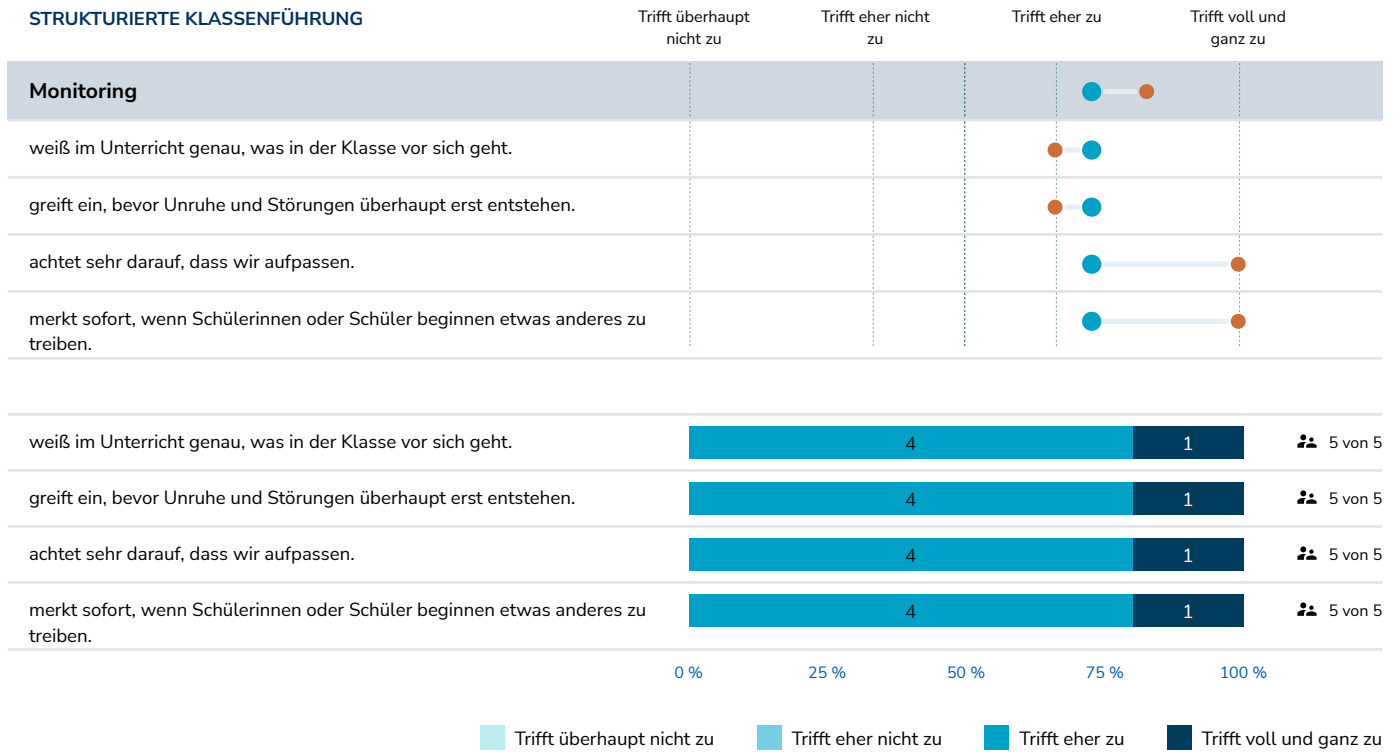 STRUKTURIERTE KLASSENFÜHRUNG
Trifft überhaupt
nicht zu
Trifft eher nicht
zu
Trifft eher zu
Trifft voll und
ganz zu
Monitoring
weiß im Unterricht genau, was in der Klasse vor sich geht.
greift ein, bevor Unruhe und Störungen überhaupt erst entstehen.
achtet sehr darauf, dass wir aufpassen.
merkt sofort, wenn Schülerinnen oder Schüler beginnen etwas anderes zu
treiben.
weiß im Unterricht genau, was in der Klasse vor sich geht. 4 1 5 von 5
greift ein, bevor Unruhe und Störungen überhaupt erst entstehen. 4 1 5 von 5
achtet sehr darauf, dass wir aufpassen. 4 1 5 von 5
merkt sofort, wenn Schülerinnen oder Schüler beginnen etwas anderes zu 4 1 5 von 5
treiben.
0 % 25 % 50 % 75 % 100 %
Trifft überhaupt nicht zu Trifft eher nicht zu Trifft eher zu Trifft voll und ganz zu